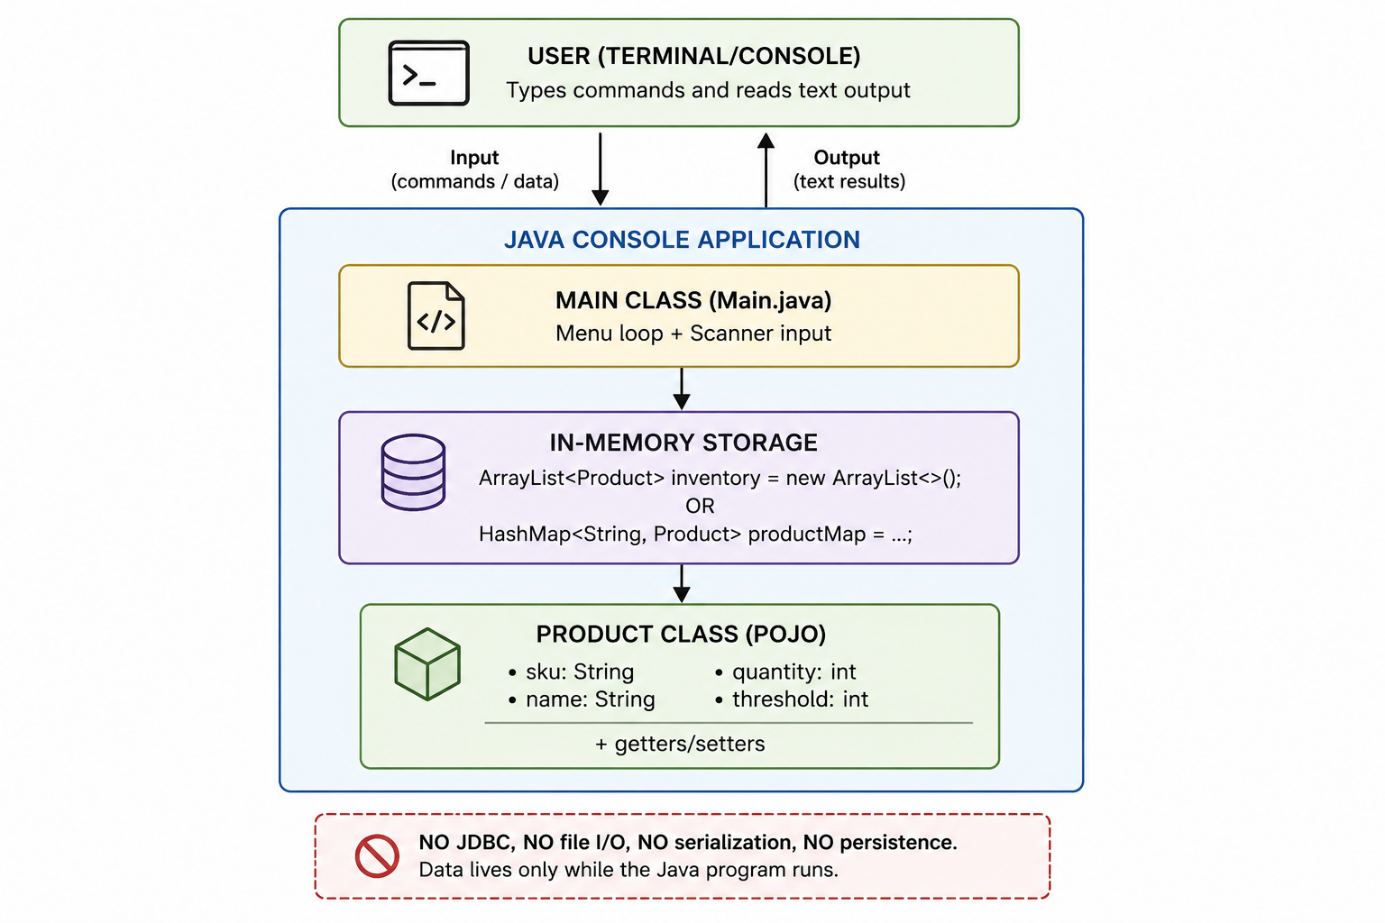 >_
USER (TERMINAL/CONSOLE)
Types commands and reads text output
Input
(commands / data)
Output
(text results)
JAVA CONSOLE APPLICATION
</>
MAIN CLASS (Main.java)
Menu loop + Scanner input
IN-MEMORY STORAGE
ArrayList<Product> inventory = new ArrayList<>();
OR
HashMap<String, Product> productMap = ...;
PRODUCT CLASS (POJO)
• sku: String
• name: String
• quantity: int
• threshold: int
+ getters/setters
NO JDBC, NO file I/O, NO serialization, NO persistence.
Data lives only while the Java program runs.